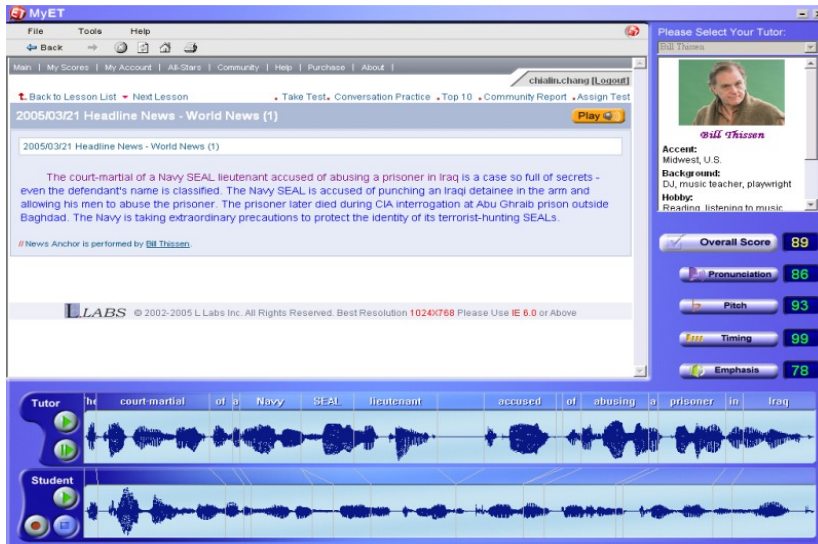 MyET
File Tools Help
Back
Main | My Scores | My Account | All-Stars | Community | Help | Purchase | About |
chialin.chang [Logout]
Back to Lesson List Next Lesson Take Test Conversation Practice Top 10 Community Report Assign Test
2005/03/21 Headline News - World News (1) Play
2005/03/21 Headline News - World News (1)
The court-martial of a Navy SEAL lieutenant accused of abusing a prisoner in Iraq is a case so full of secrets -
even the defendant's name is classified. The Navy SEAL is accused of punching an Iraqi detainee in the arm and
allowing his men to abuse the prisoner. The prisoner later died during CIA interrogation at Abu Ghraib prison outside
Baghdad. The Navy is taking extraordinary precautions to protect the identity of its terrorist-hunting SEALs.
// News Anchor is performed by Bill Thissen.
L LABS © 2002-2005 L Labs Inc. All Rights Reserved. Best Resolution 1024X768 Please Use IE 6.0 or Above
Please Select Your Tutor:
Bill Thissen
Bill Thissen
Accent:
Midwest, U.S.
Background:
DJ, music teacher, playwright
Hobby:
Reading, listening to music
Overall Score 89
Pronunciation 86
Pitch 93
Timing 99
Emphasis 78
Tutor he court-martial of a Navy SEAL lieutenant accused of abusing a prisoner in Iraq
Student